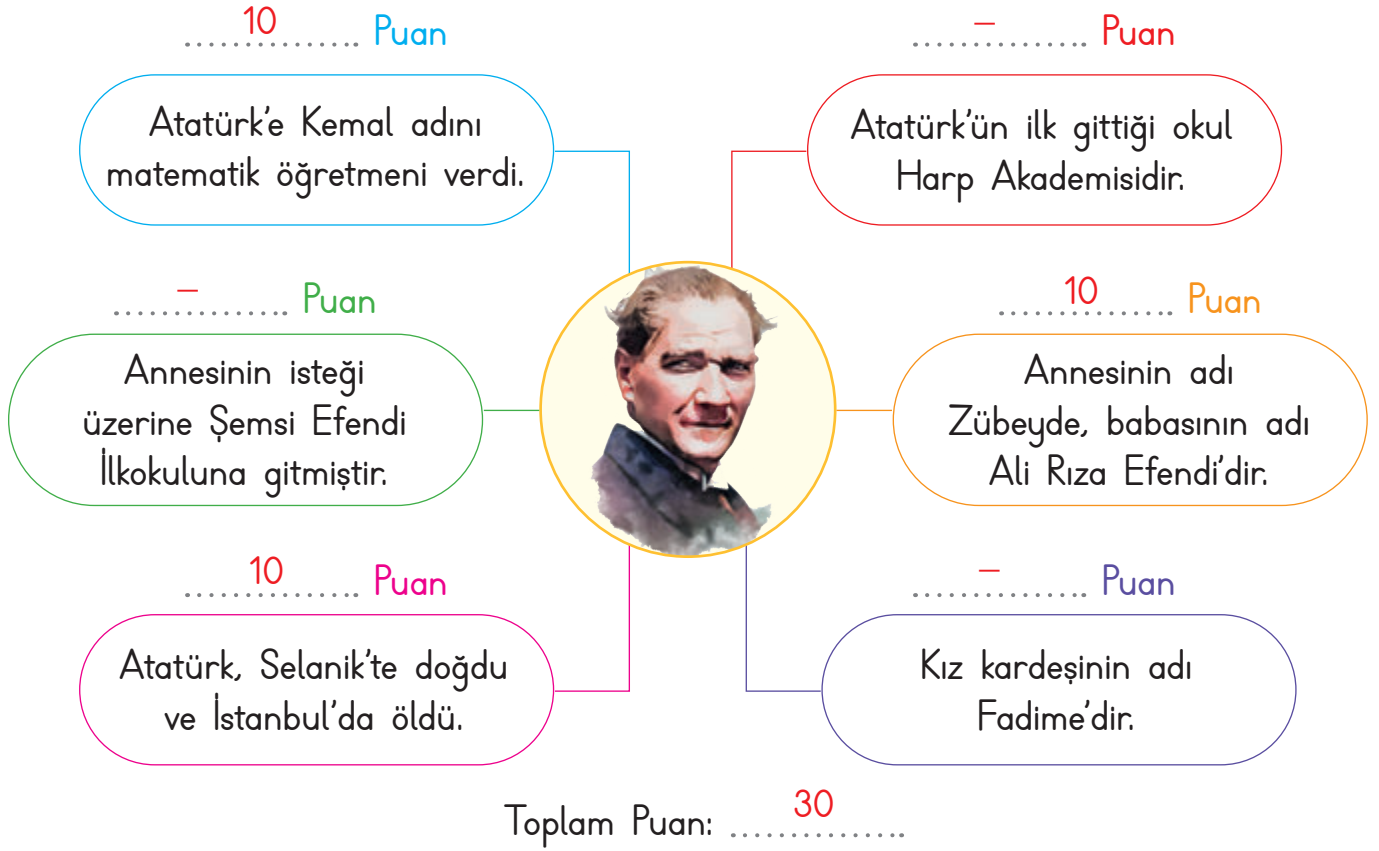 10
.............. Puan
Atatürk’e Kemal adını
matematik öğretmeni verdi.
–
.............. Puan
Atatürk’ün ilk gittiği okul
Harp Akademisidir.
–
.............. Puan
Annesinin isteği
üzerine Şemsi Efendi
İlkokuluna gitmiştir.
10
.............. Puan
Annesinin adı
Zübeyde, babasının adı
Ali Rıza Efendi’dir.
10
.............. Puan
Atatürk, Selanik’te doğdu
ve İstanbul’da öldü.
–
.............. Puan
Kız kardeşinin adı
Fadime’dir.
30
Toplam Puan: ..............